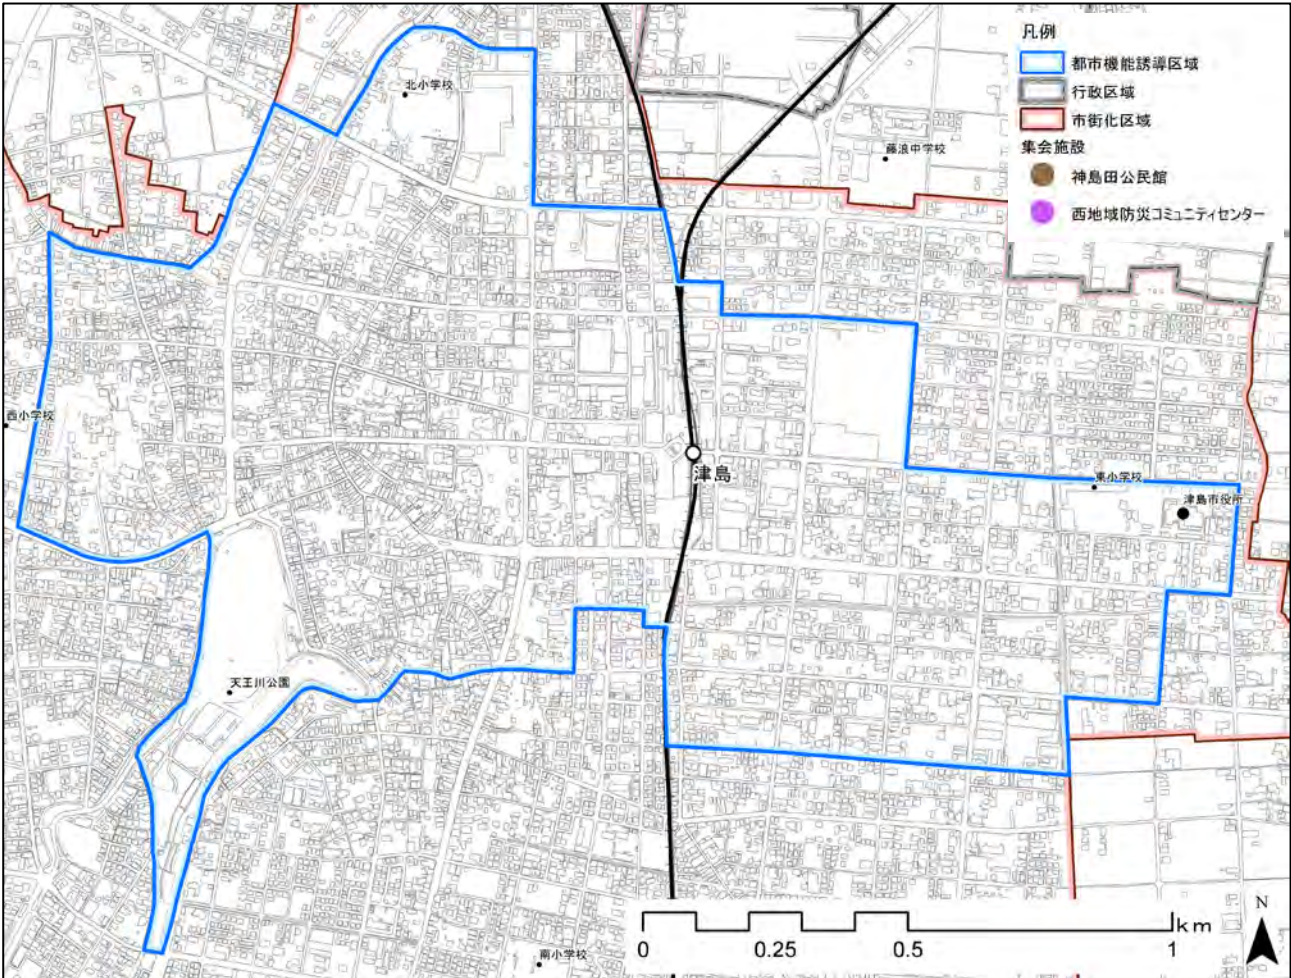 凡例
都市機能誘導区域
行政区域
市街化区域
集会施設
神島田公民館
西地域防災コミュニティセンター
北小学校
藤浪中学校
西小学校
津島
東小学校
津島市役所
天王川公園
南小学校
N
km
0 0.25 0.5 1